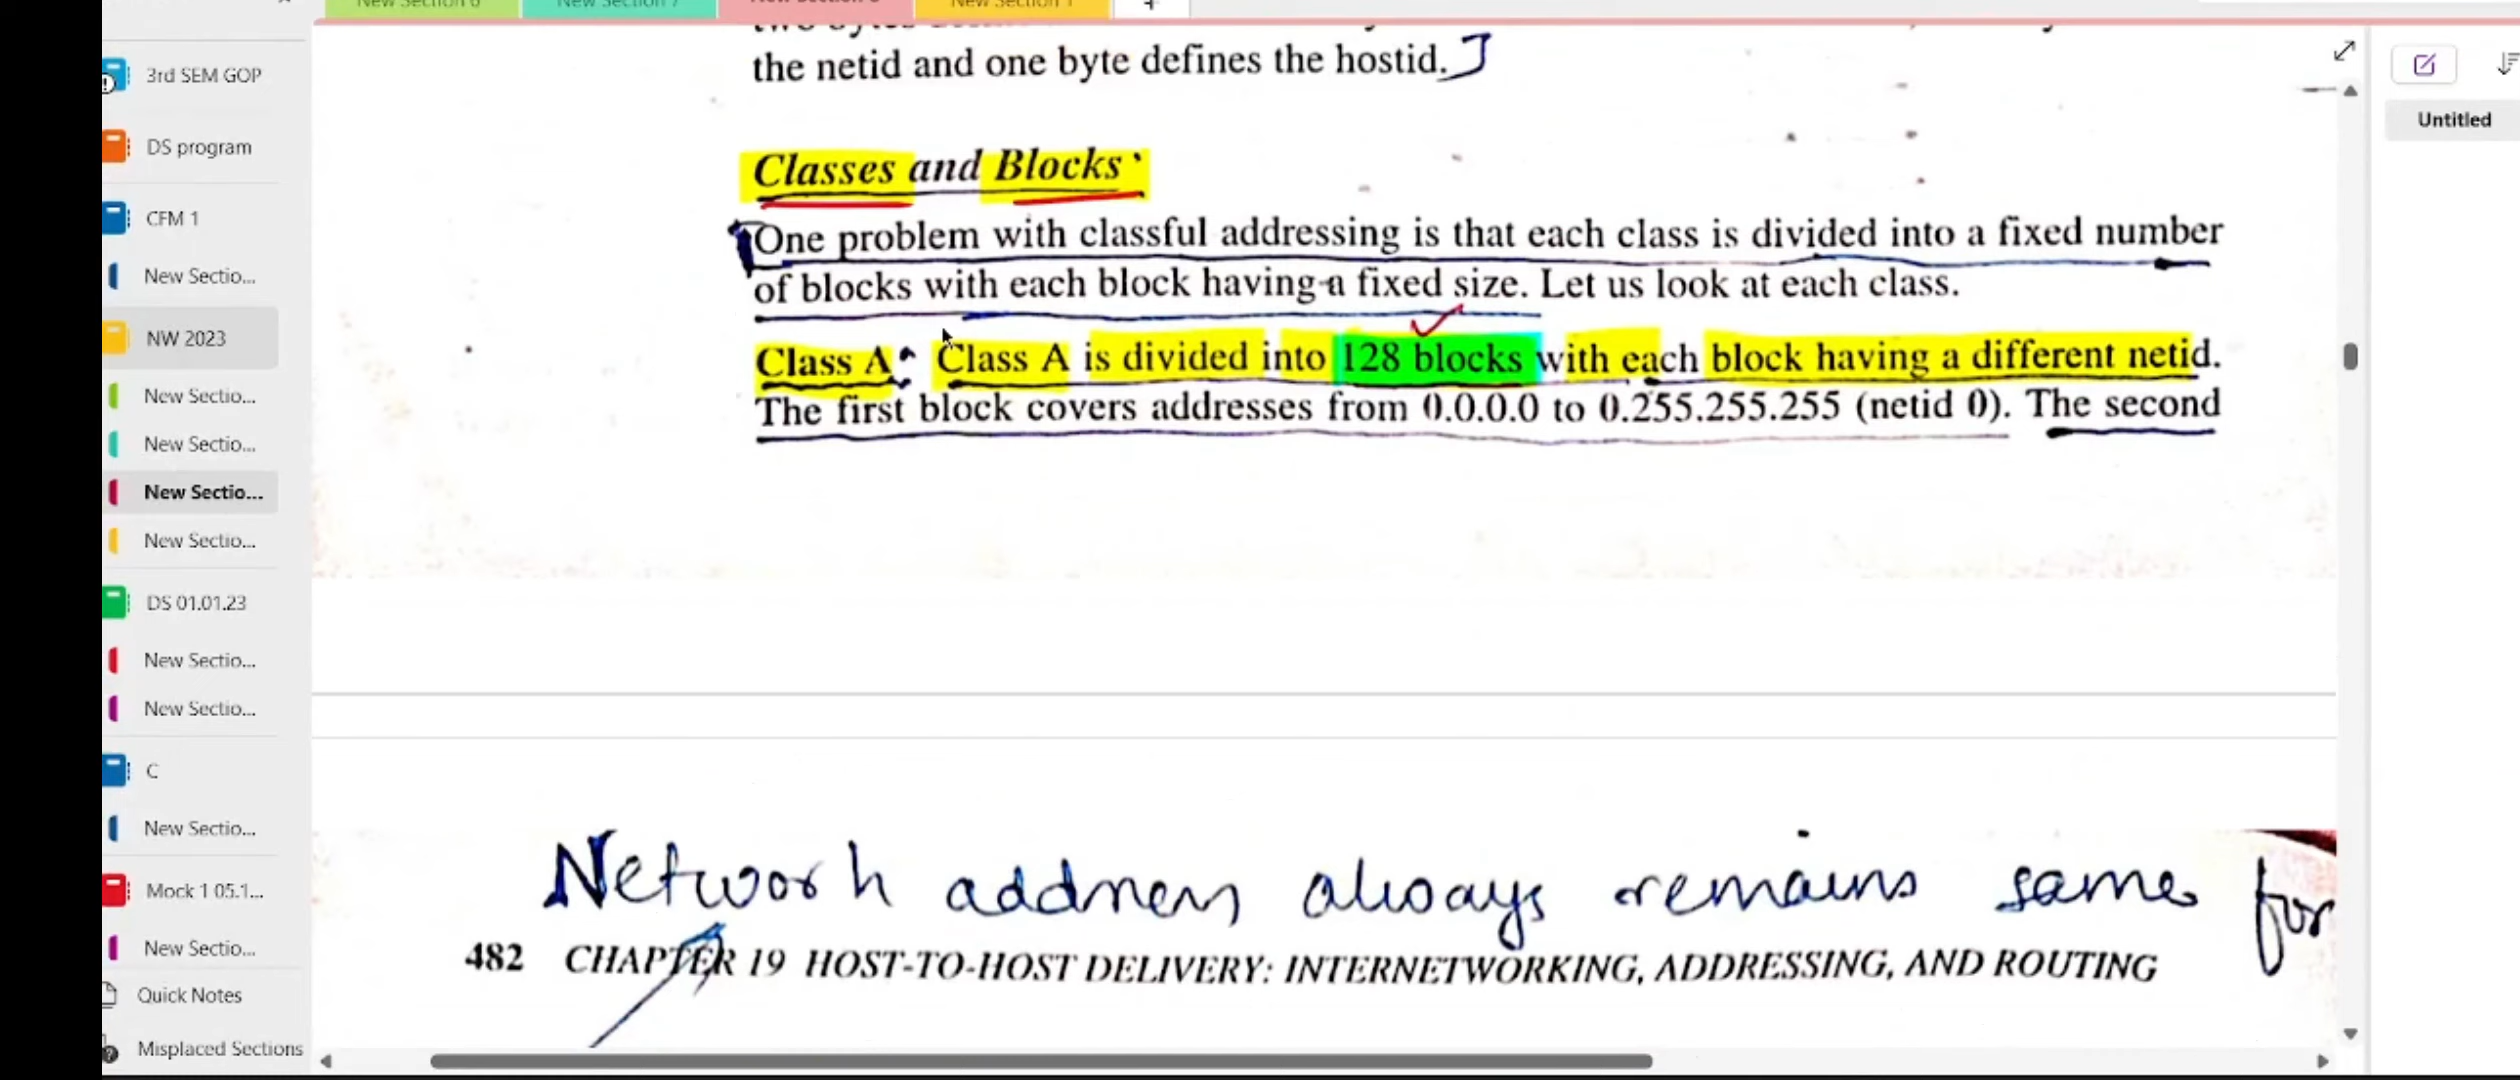 3rd SEM GOP
DS program
CFM 1
New Sectio...
NW 2023
New Sectio...
New Sectio...
New Sectio...
New Sectio...
DS 01.01.23
New Sectio...
New Sectio...
C
New Sectio...
Mock 1 05.1...
New Sectio...
Quick Notes
Misplaced Sections
New Section 7
New Section 1
the netid and one byte defines the hostid.
Classes and Blocks
One problem with classful addressing is that each class is divided into a fixed number
of blocks with each block having a fixed size. Let us look at each class.
Class A Class A is divided into 128 blocks with each block having a different netid.
The first block covers addresses from 0.0.0.0 to 0.255.255.255 (netid 0). The second
Network address always remains same for
482 CHAPTER 19 HOST-TO-HOST DELIVERY: INTERNETWORKING, ADDRESSING, AND ROUTING
Untitled